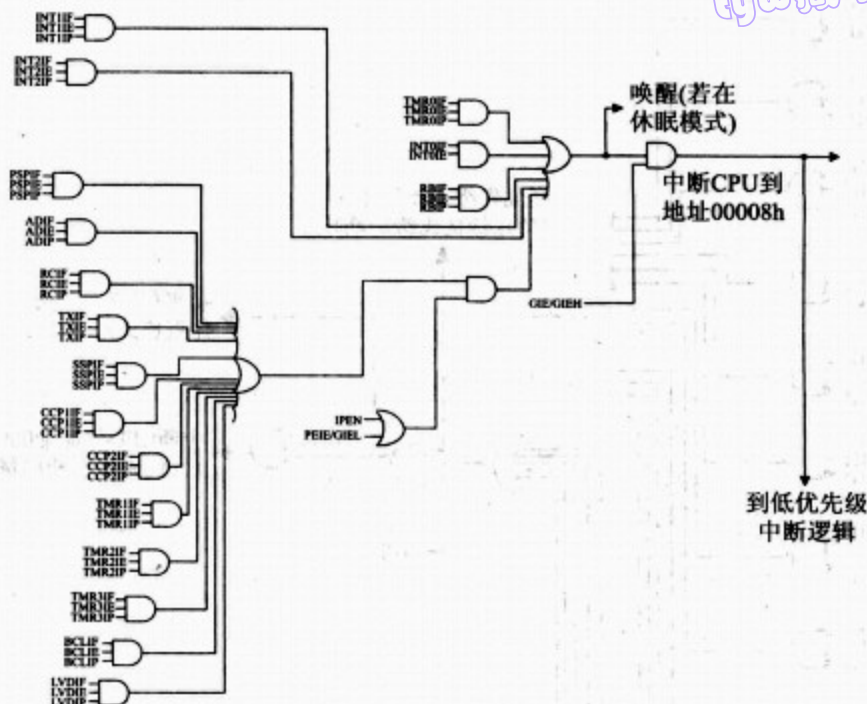 INT1IF
INT1IE
INT1IP
INT2IF
INT2IE
INT2IP
TMR0IF
TMR0IE
TMR0IP
INT0IF
INT0IE
唤醒(若在
休眠模式)
中断CPU到
地址00008h
PSPIF
PSPIE
PSPIP
ADIF
ADIE
ADIP
RCIF
RCIE
RCIP
GIE/GIEH
TXIF
TXIE
TXIP
SSPIF
SSPIE
SSPIP
CCP1IF
CCP1IE
CCP1IP
IPEN
PEIE/GIEL
CCP2IF
CCP2IE
CCP2IP
TMR1IF
TMR1IE
TMR1IP
到低优先级
中断逻辑
TMR2IF
TMR2IE
TMR2IP
TMR3IF
TMR3IE
TMR3IP
BCLIF
BCLIE
BCLIP
LVDIF
LVDIE
LVDIP